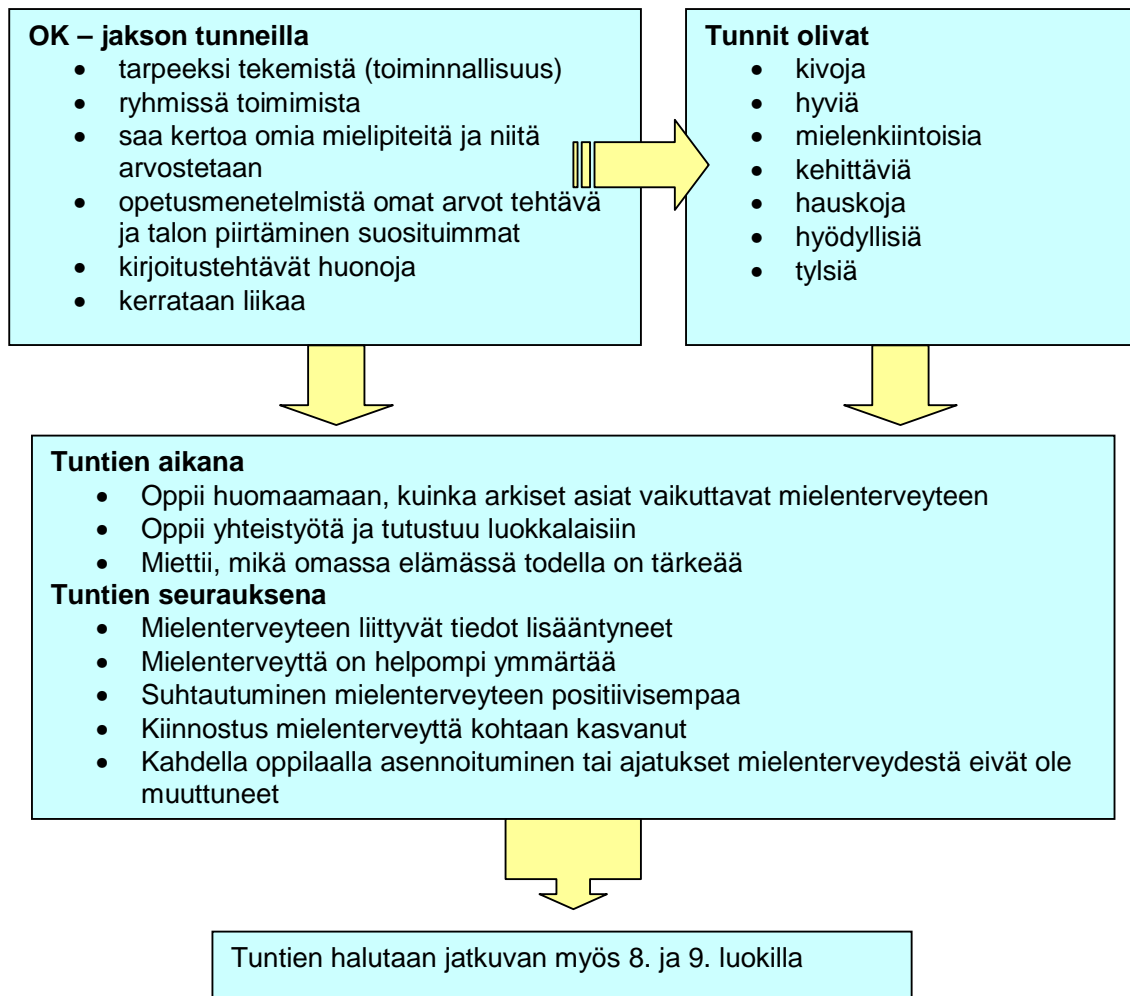 OK – jakson tunneilla
• tarpeeksi tekemistä (toiminnallisuus)
• ryhmissä toimimista
• saa kertoa omia mielipiteitä ja niitä
arvostetaan
• opetusmenetelmistä omat arvot tehtävä
ja talon piirtäminen suosituimmat
• kirjoitustehtävät huonoja
• kerrataan liikaa
Tunnit olivat
• kivoja
• hyviä
• mielenkiintoisia
• kehittäviä
• hauskoja
• hyödyllisiä
• tylsiä
Tuntien aikana
• Oppii huomaamaan, kuinka arkiset asiat vaikuttavat mielenterveyteen
• Oppii yhteistyötä ja tutustuu luokkalaisiin
• Miettii, mikä omassa elämässä todella on tärkeää
Tuntien seurauksena
• Mielenterveyteen liittyvät tiedot lisääntyneet
• Mielenterveyttä on helpompi ymmärtää
• Suhtautuminen mielenterveyteen positiivisempaa
• Kiinnostus mielenterveyttä kohtaan kasvanut
• Kahdella oppilaalla asennoituminen tai ajatukset mielenterveydestä eivät ole
muuttuneet
Tuntien halutaan jatkuvan myös 8. ja 9. luokilla